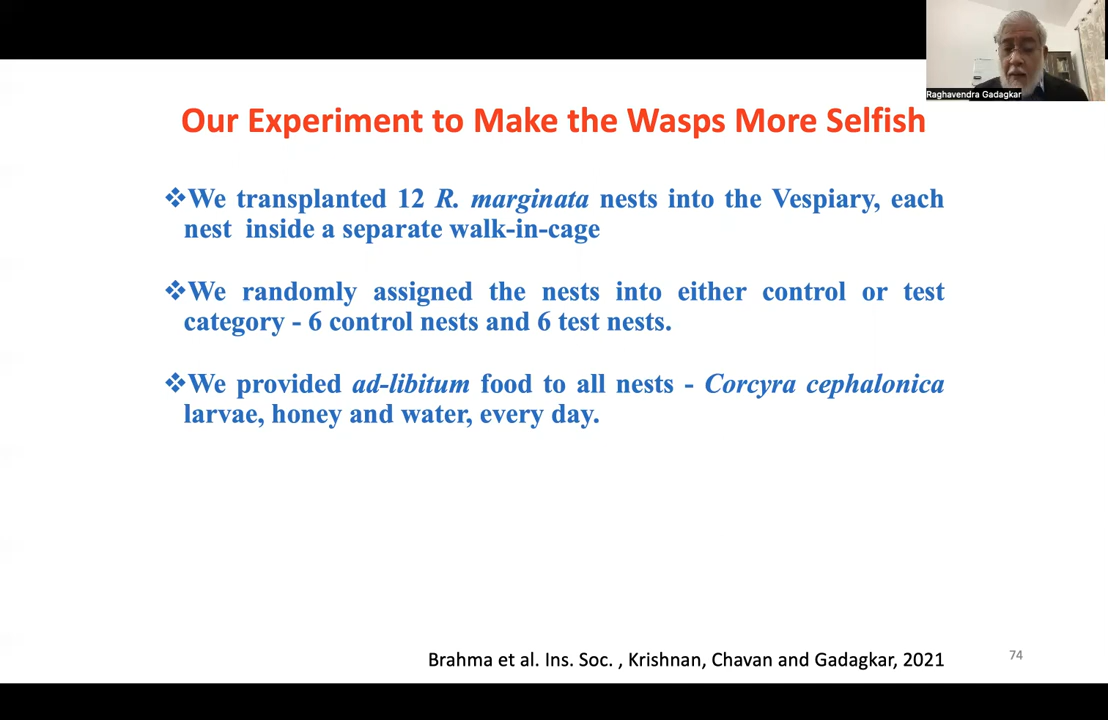 Raghavendra Gadagkar
Our Experiment to Make the Wasps More Selfish
❖We transplanted 12 R. marginata nests into the Vespiary, each
nest inside a separate walk-in-cage
❖We randomly assigned the nests into either control or test
category - 6 control nests and 6 test nests.
❖We provided ad-libitum food to all nests - Corcyra cephalonica
larvae, honey and water, every day.
Brahma et al. Ins. Soc. , Krishnan, Chavan and Gadagkar, 2021
74